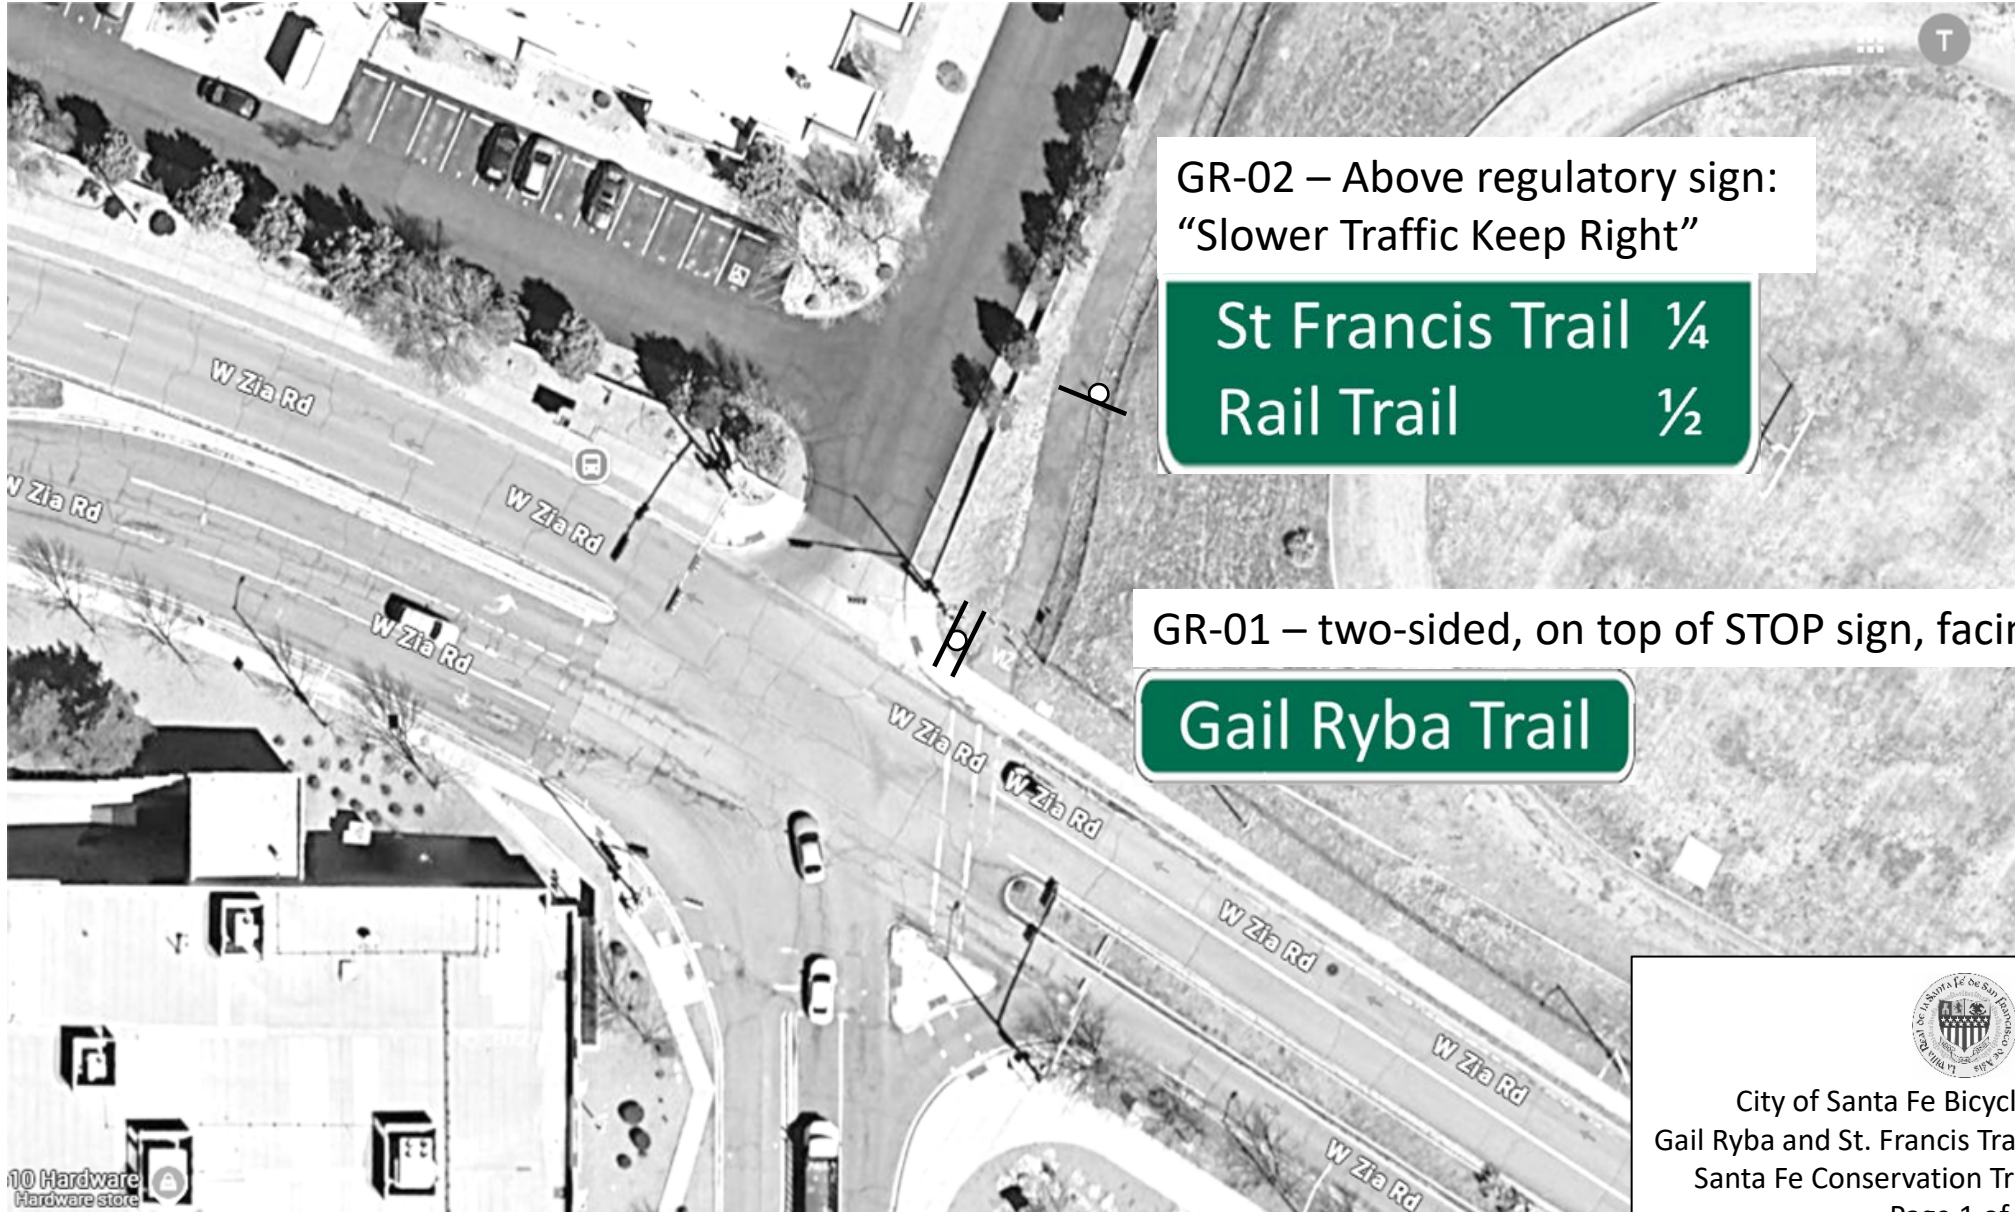 T
GR-02 – Above regulatory sign:
“Slower Traffic Keep Right”
St Francis Trail ¼
Rail Trail ½
W Zia Rd
W Zia Rd
W Zia Rd
W Zia Rd
GR-01 – two-sided, on top of STOP sign, facin
Gail Ryba Trail
W Zia Rd
W Zia Rd
W Zia Rd
W Zia Rd
W Zia Rd
City of Santa Fe Bicycl
Gail Ryba and St. Francis Tra
Santa Fe Conservation Tr
Page 1 of
10 Hardware
Hardware store